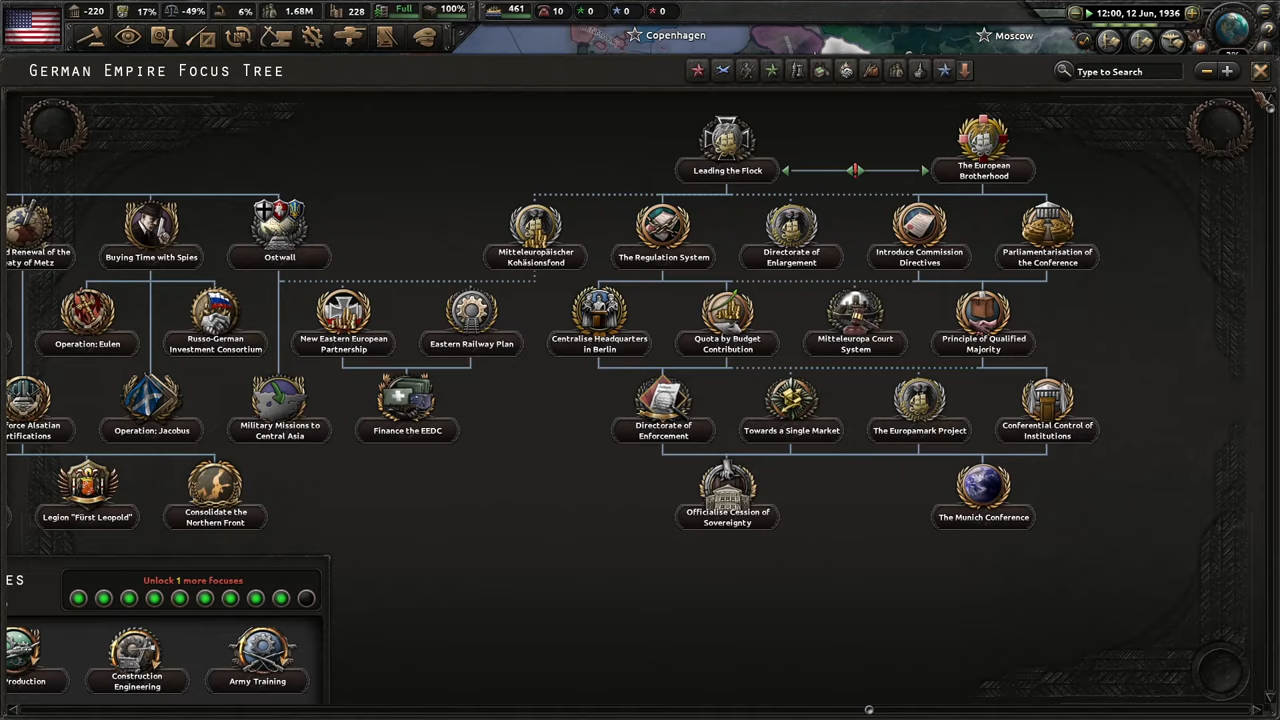 -220
17%
-49%
6%
1.68M
228
Full
100%
461
10
0
0
0
12:00, 12 Jun, 1936
Copenhagen
Moscow
German Empire Focus Tree
Type to Search
Leading the Flock
The European
Brotherhood
d Renewal of the
aty of Metz
Buying Time with Spies
Ostwall
Mitteleuropäischer
Kohäsionsfond
The Regulation System
Directorate of
Enlargement
Introduce Commission
Directives
Parliamentarisation of
the Conference
Operation: Eulen
Russo-German
Investment Consortium
New Eastern European
Partnership
Eastern Railway Plan
Centralise Headquarters
in Berlin
Quota by Budget
Contribution
Mitteleuropa Court
System
Principle of Qualified
Majority
force Alsatian
rtifications
Operation: Jacobus
Military Missions to
Central Asia
Finance the EEDC
Directorate of
Enforcement
Towards a Single Market
The Europamark Project
Conferential Control of
Institutions
Legion "Fürst Leopold"
Consolidate the
Northern Front
Officialise Cession of
Sovereignty
The Munich Conference
ES
Unlock 1 more focuses
Production
Construction
Engineering
Army Training